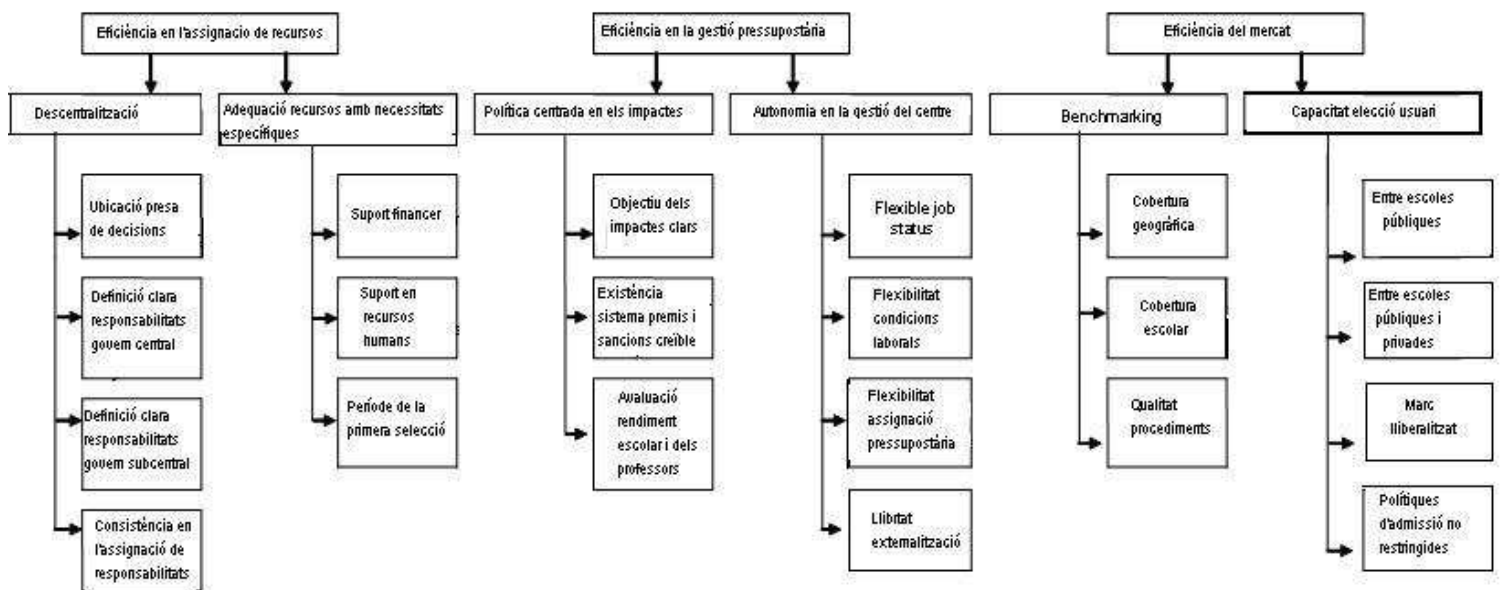 Eficiència en l'assignacio de recursos
Eficiència en la gestió pressupostària
Eficiència del mercat
Descentralització
Adequació recursos amb necessitats
específiques
Política centrada en els impactes
Autonomia en la gestió del centre
Benchmarking
Capacitat elecció usuari
Ubicació presa
de decisions
Definició clara
responsabilitats
govern central
Definició clara
responsabilitats
govern subcentral
Consistència en
l'assignació de
responsabilitats
Suport financer
Suport en
recursos
humans
Període de la
primera selecció
Objectiu dels
impactes clars
Existència
sistema premis i
sancions creïble
Avaluació
rendiment
escolar i dels
professors
Flexible job
status
Flexibilitat
condicions
laborals
Flexibilitat
assignació
pressupostària
Llibitat
externalització
Cobertura
geogràfica
Cobertura
escolar
Qualitat
procediments
Entre escoles
públiques
Entre escoles
públiques i
privades
Marc
lliberalitzat
Polítiques
d'admissió no
restringides